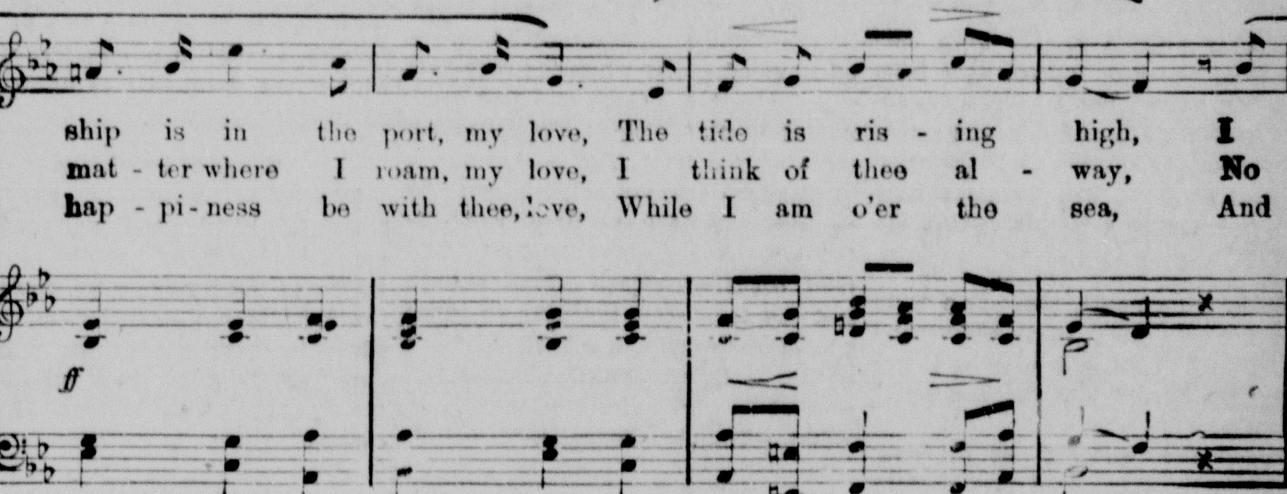 ship is in the port, my love, The tide is ris - ing high, I
mat - ter where I roam, my love, I think of thee al - way, No
hap - pi - ness be with thee, love, While I am o'er the sea, And
ff